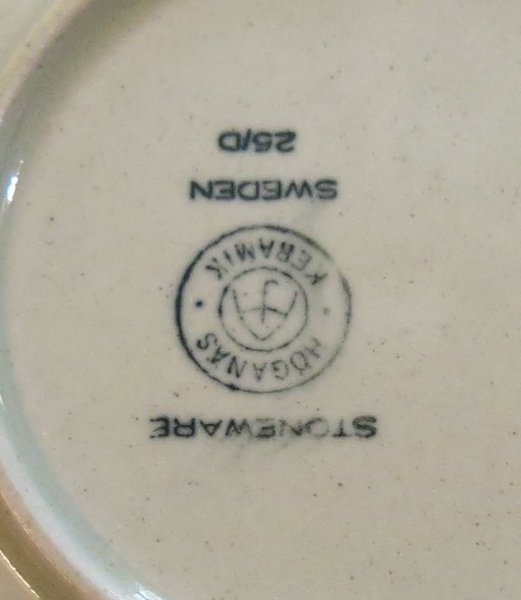 STONEWARE
HÖGANÄS
KERAMIK
SWEDEN
25/D